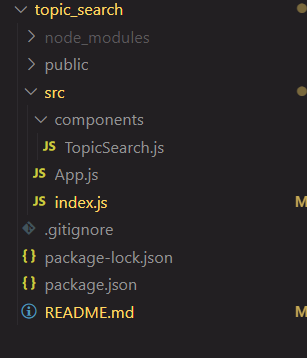 topic_search
node_modules
public
src
components
JS TopicSearch.js
JS App.js
JS index.js M
.gitignore
{} package-lock.json
{} package.json
README.md M